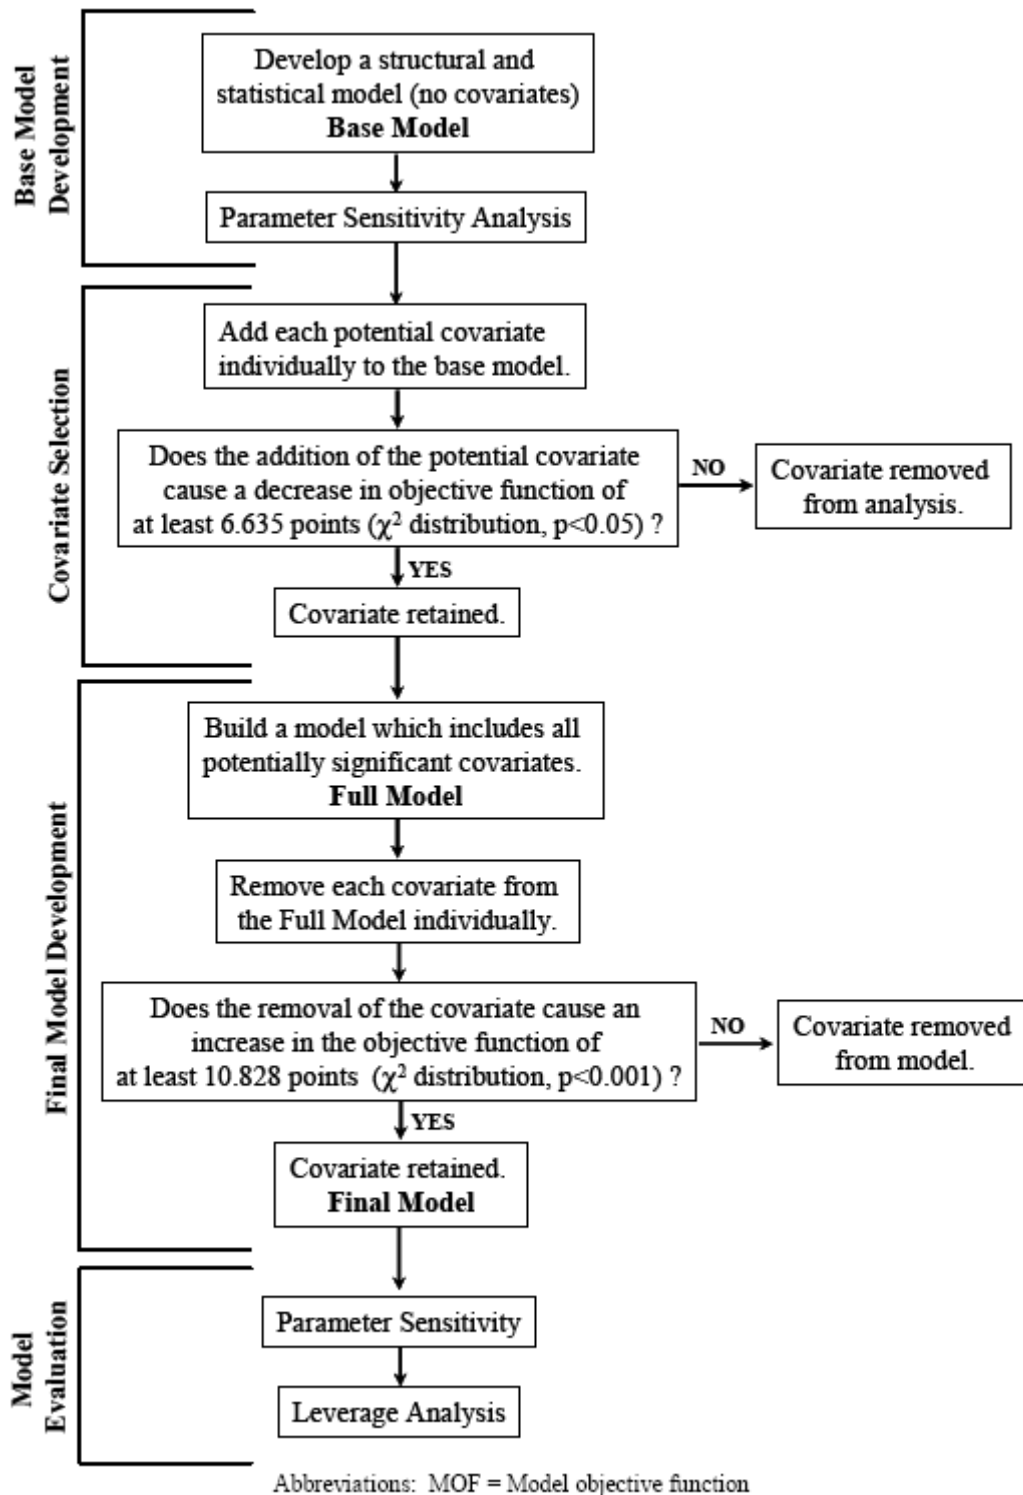 Base Model
Development
Develop a structural and
statistical model (no covariates)
Base Model
Parameter Sensitivity Analysis
Covariate Selection
Add each potential covariate
individually to the base model.
Does the addition of the potential covariate
cause a decrease in objective function of
at least 6.635 points (χ² distribution, p<0.05) ?
NO
Covariate removed
from analysis.
YES
Covariate retained.
Final Model Development
Build a model which includes all
potentially significant covariates.
Full Model
Remove each covariate from
the Full Model individually.
Does the removal of the covariate cause an
increase in the objective function of
at least 10.828 points (χ² distribution, p<0.001) ?
NO
Covariate removed
from model.
YES
Covariate retained.
Final Model
Model
Evaluation
Parameter Sensitivity
Leverage Analysis
Abbreviations: MOF = Model objective function